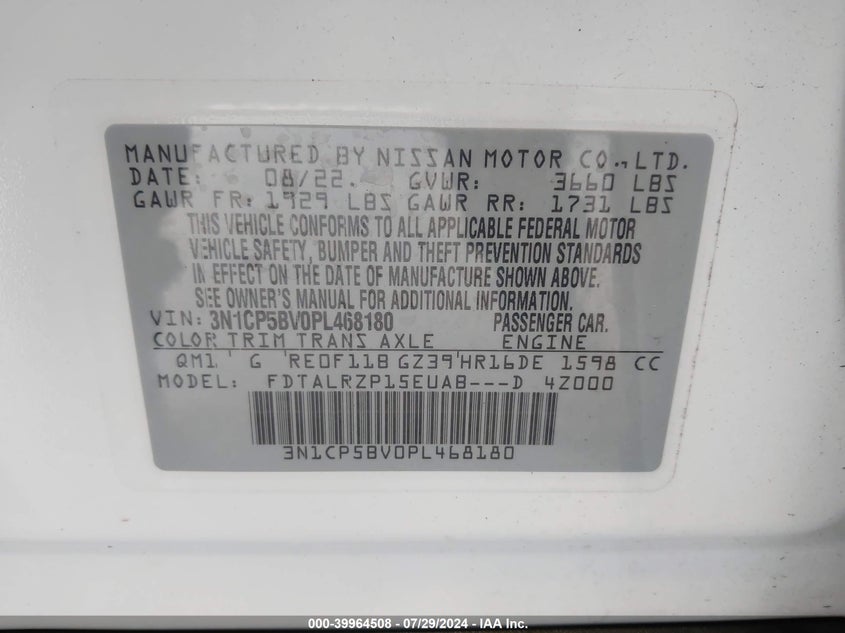 MANUFACTURED BY NISSAN MOTOR CO., LTD.
DATE: 08/22. GVWR: 3660 LBS
GAWR FR: 1929 LBS GAWR RR: 1731 LBS
THIS VEHICLE CONFORMS TO ALL APPLICABLE FEDERAL MOTOR
VEHICLE SAFETY, BUMPER AND THEFT PREVENTION STANDARDS
IN EFFECT ON THE DATE OF MANUFACTURE SHOWN ABOVE.
SEE OWNER'S MANUAL FOR ADDITIONAL INFORMATION.
VIN: 3N1CP5BV0PL468180 PASSENGER CAR.
COLOR TRIM TRANS AXLE ENGINE
QM1 G RE0F11B GZ39 HR16DE 1598 CC
MODEL: FDTALRZP15EUAB---D 4Z000
3N1CP5BV0PL468180
000-39964508 - 07/29/2024 - IAA Inc.